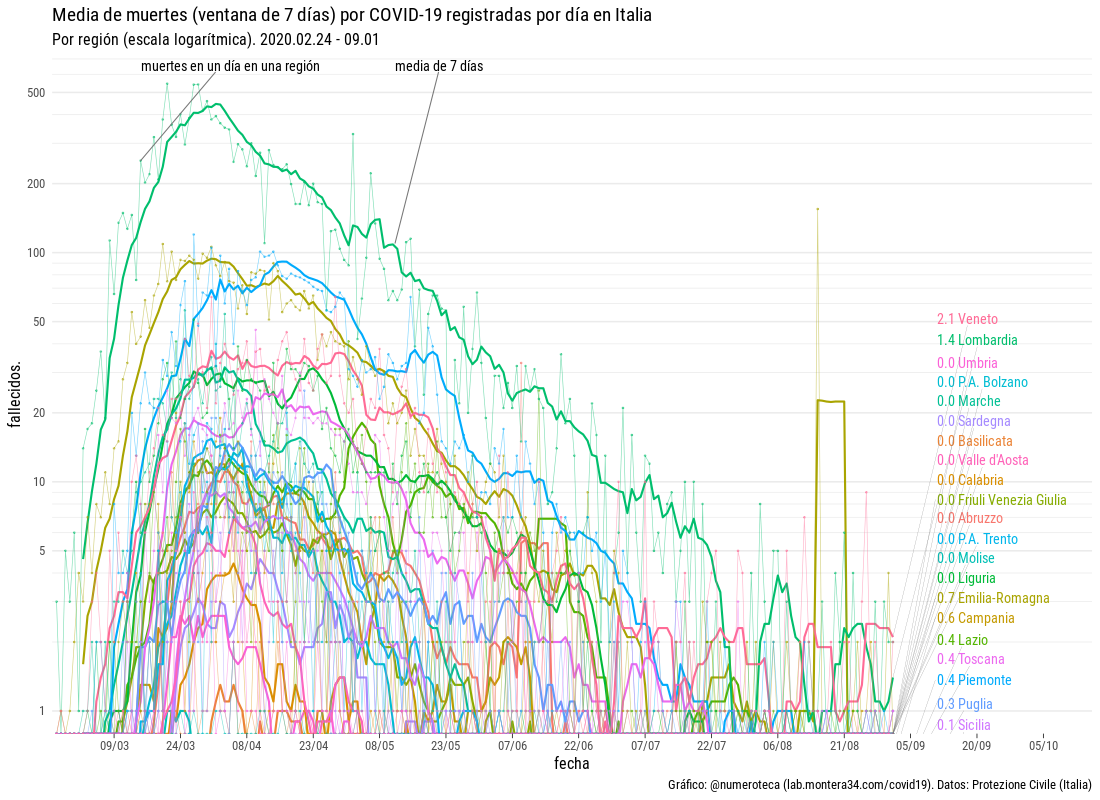 Media de muertes (ventana de 7 días) por COVID-19 registradas por día en Italia
Por región (escala logarítmica). 2020.02.24 - 09.01
muertes en un día en una región
media de 7 días
500
200
100
50
20
10
5
1
fallecidos.
2.1 Veneto
1.4 Lombardia
0.0 Umbria
0.0 P.A. Bolzano
0.0 Marche
0.0 Sardegna
0.0 Basilicata
0.0 Valle d'Aosta
0.0 Calabria
0.0 Friuli Venezia Giulia
0.0 Abruzzo
0.0 P.A. Trento
0.0 Molise
0.0 Liguria
0.7 Emilia-Romagna
0.6 Campania
0.4 Lazio
0.4 Toscana
0.4 Piemonte
0.3 Puglia
0.1 Sicilia
09/03 24/03 08/04 23/04 08/05 23/05 07/06 22/06 07/07 22/07 06/08 21/08 05/09 20/09 05/10
fecha
Gráfico: @numeroteca (lab.montera34.com/covid19). Datos: Protezione Civile (Italia)